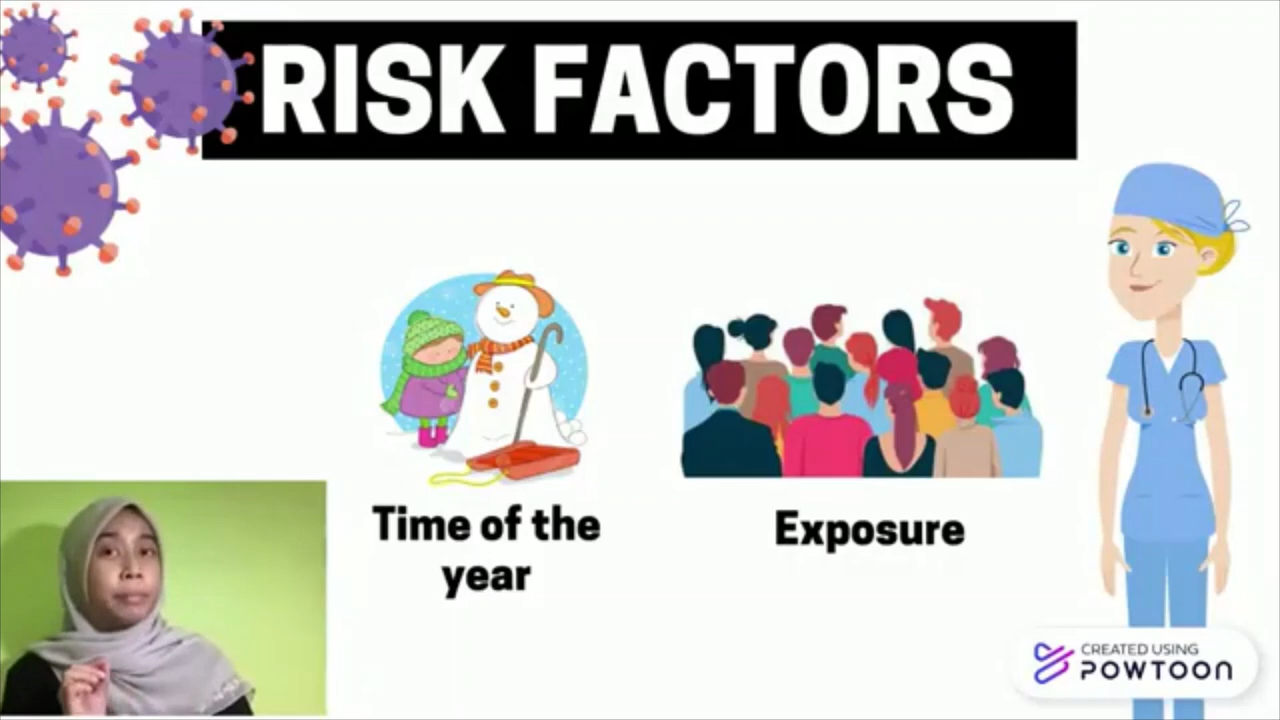 RISK FACTORS
Time of the
year
Exposure
CREATED USING
POWTOON